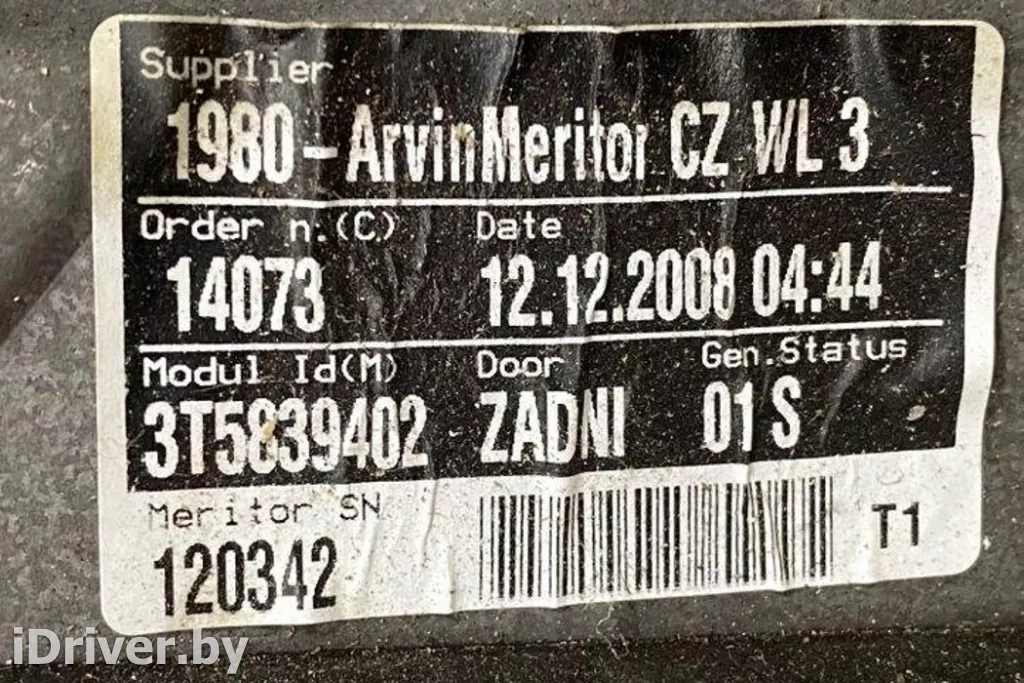 Supplier
1980-ArvinMeritor CZ WL 3
Order n.(C) Date
14073 12.12.2008 04:44
Modul Id(M) Door Gen.Status
3T5839402 ZADNI 01 S
Meritor SN
120342 T1
iDriver.by